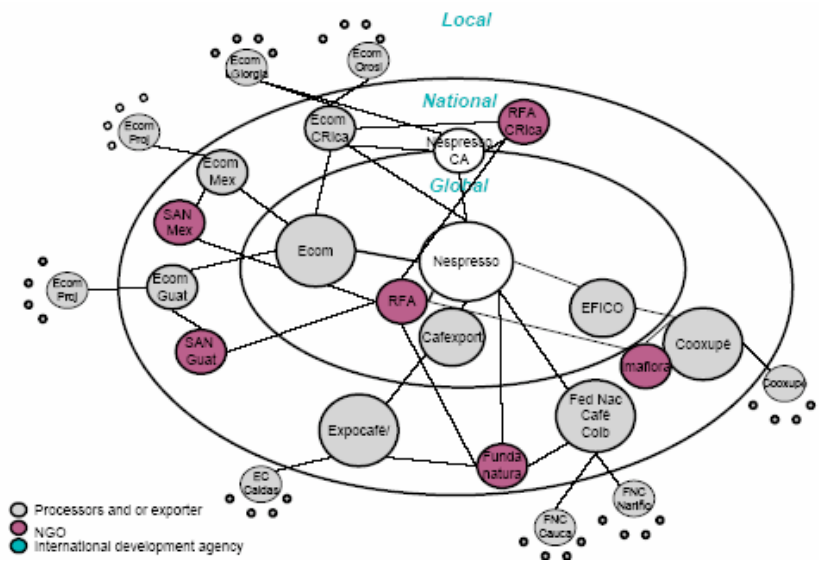 Local
Ecom
LGiorgia
Ecom
Orosi
National
Ecom
CRica
RFA
CRica
Ecom
Proj
Nespresso
CA
Ecom
Mex
Global
SAN
Mex
Ecom
Nespresso
Ecom
Proj
Ecom
Guat
RFA
EFICO
SAN
Guat
Cafexport
Cooxupé
maflora
Cooxupé
Expocafé/
Fed Nac
Café
Colb
Funda
natura
EC
Caldas
FNC
Nariño
FNC
Cauca
Processors and or exporter
NGO
International development agency